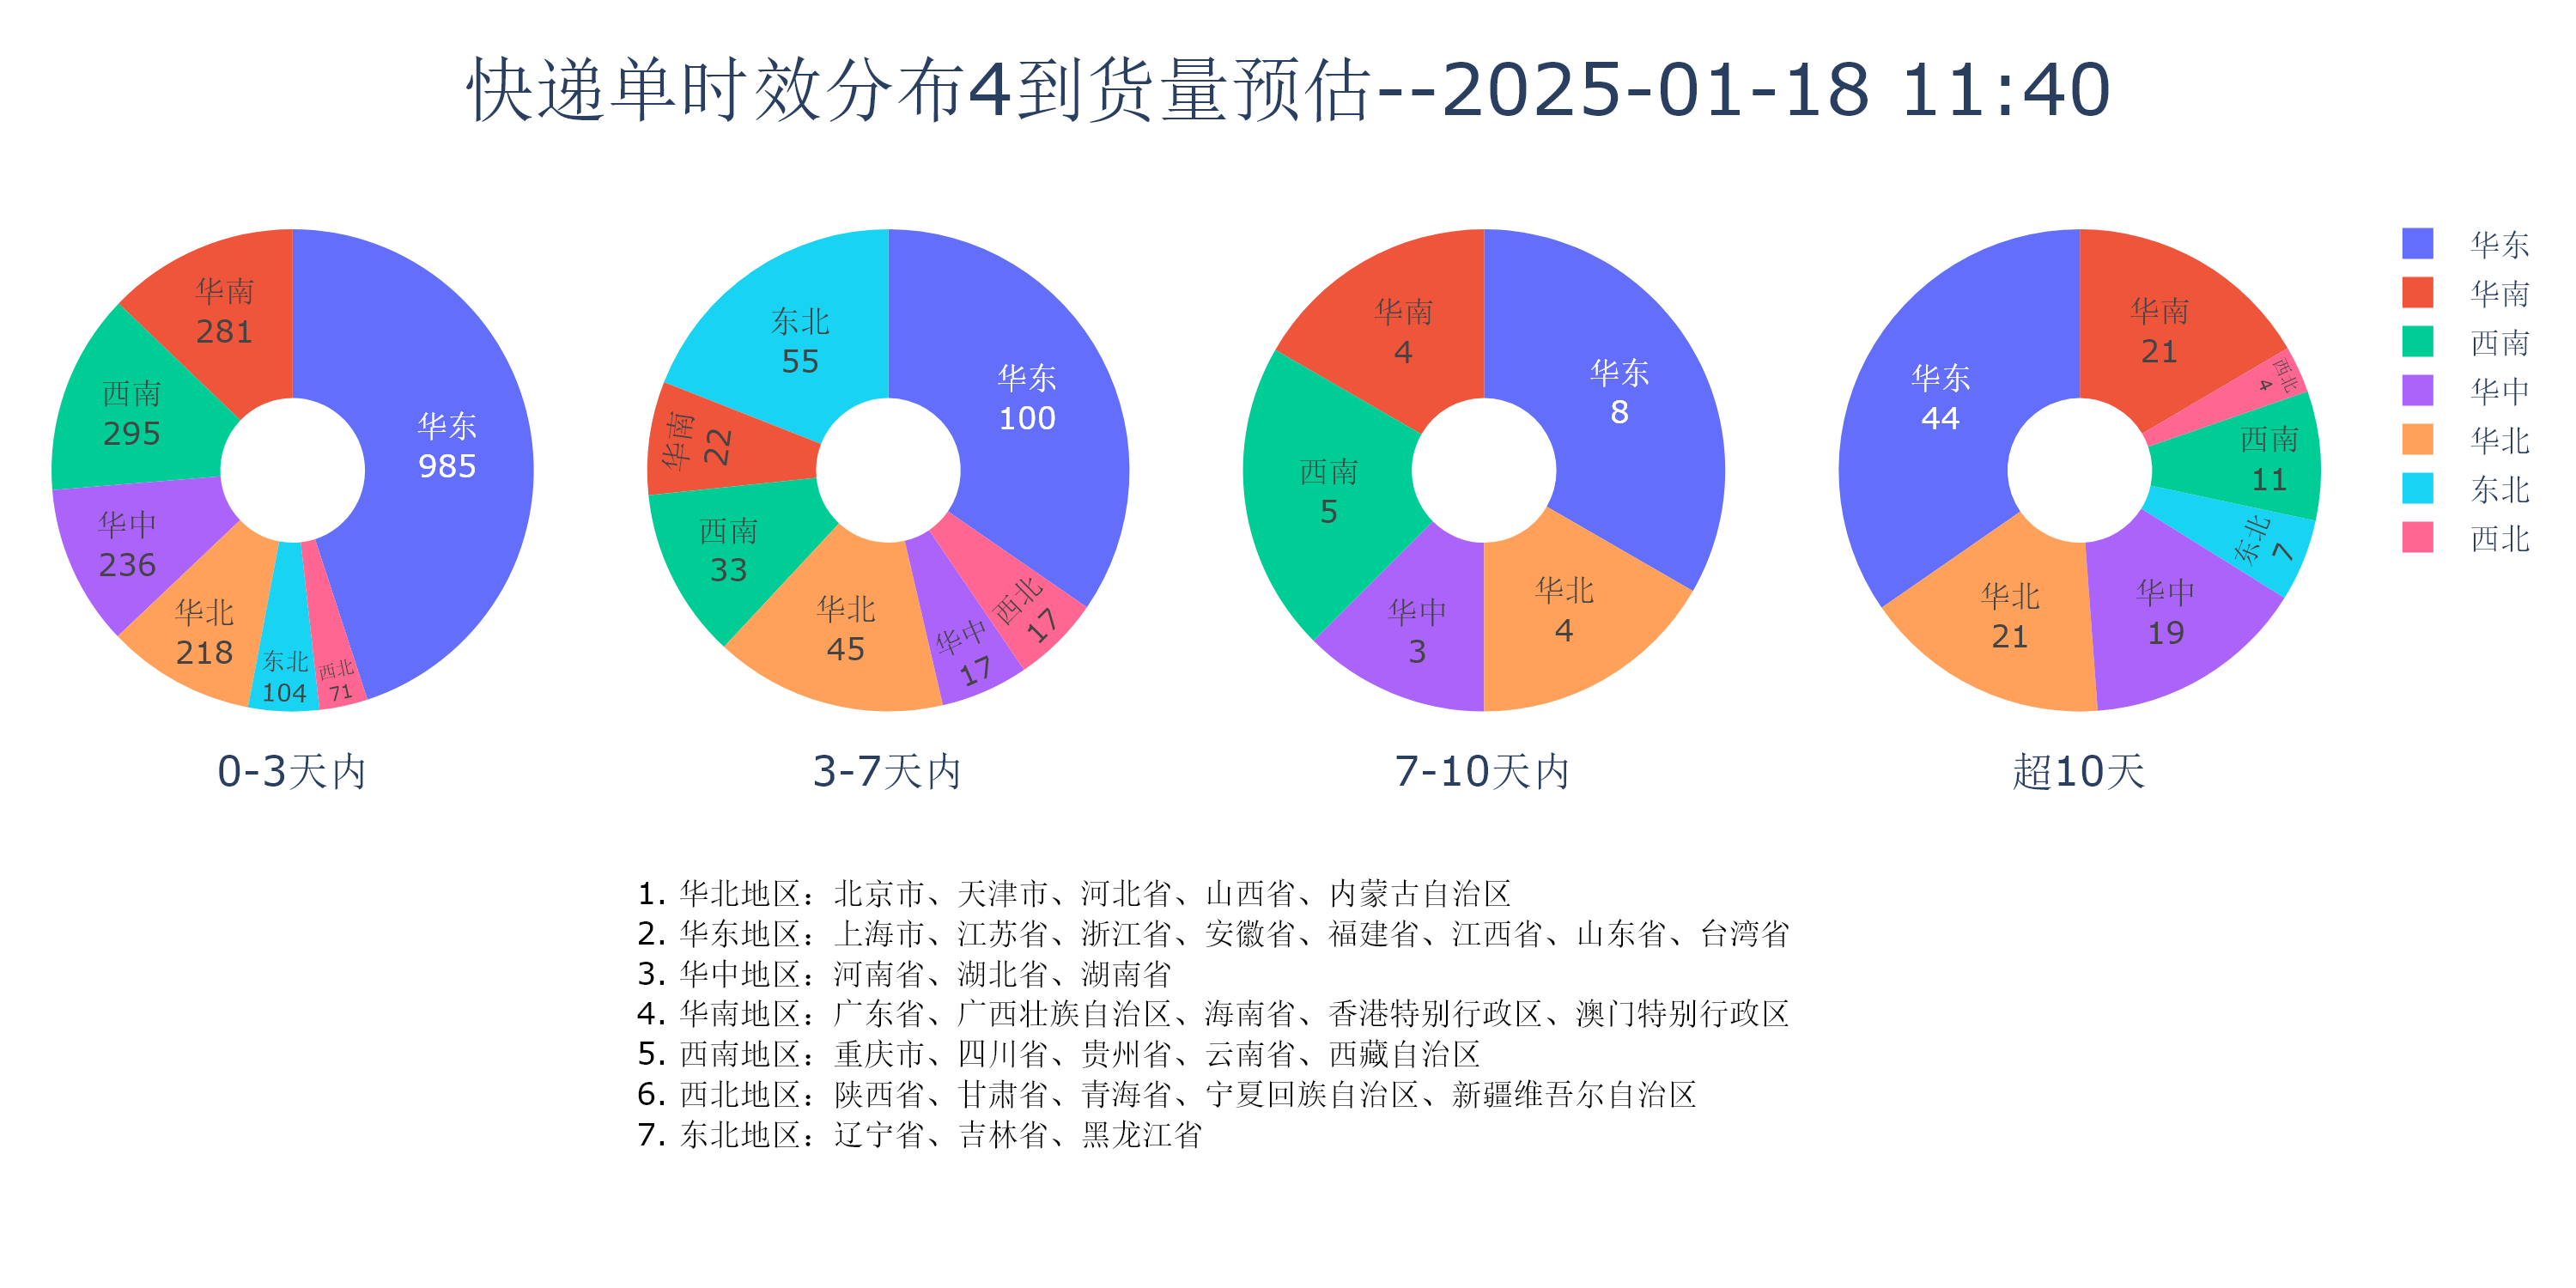 快递单时效分布4到货量预估--2025-01-18 11:40
华东
985
华南
281
西南
295
华中
236
华北
218
东北
104
西北
71
0-3天内
华东
100
东北
55
华南
22
西南
33
华北
45
华中
17
西北
17
3-7天内
华东
8
华南
4
西南
5
华中
3
华北
4
7-10天内
华东
44
华南
21
西北
4
西南
11
东北
7
华中
19
华北
21
超10天
华东
华南
西南
华中
华北
东北
西北
1. 华北地区：北京市、天津市、河北省、山西省、内蒙古自治区
2. 华东地区：上海市、江苏省、浙江省、安徽省、福建省、江西省、山东省、台湾省
3. 华中地区：河南省、湖北省、湖南省
4. 华南地区：广东省、广西壮族自治区、海南省、香港特别行政区、澳门特别行政区
5. 西南地区：重庆市、四川省、贵州省、云南省、西藏自治区
6. 西北地区：陕西省、甘肃省、青海省、宁夏回族自治区、新疆维吾尔自治区
7. 东北地区：辽宁省、吉林省、黑龙江省